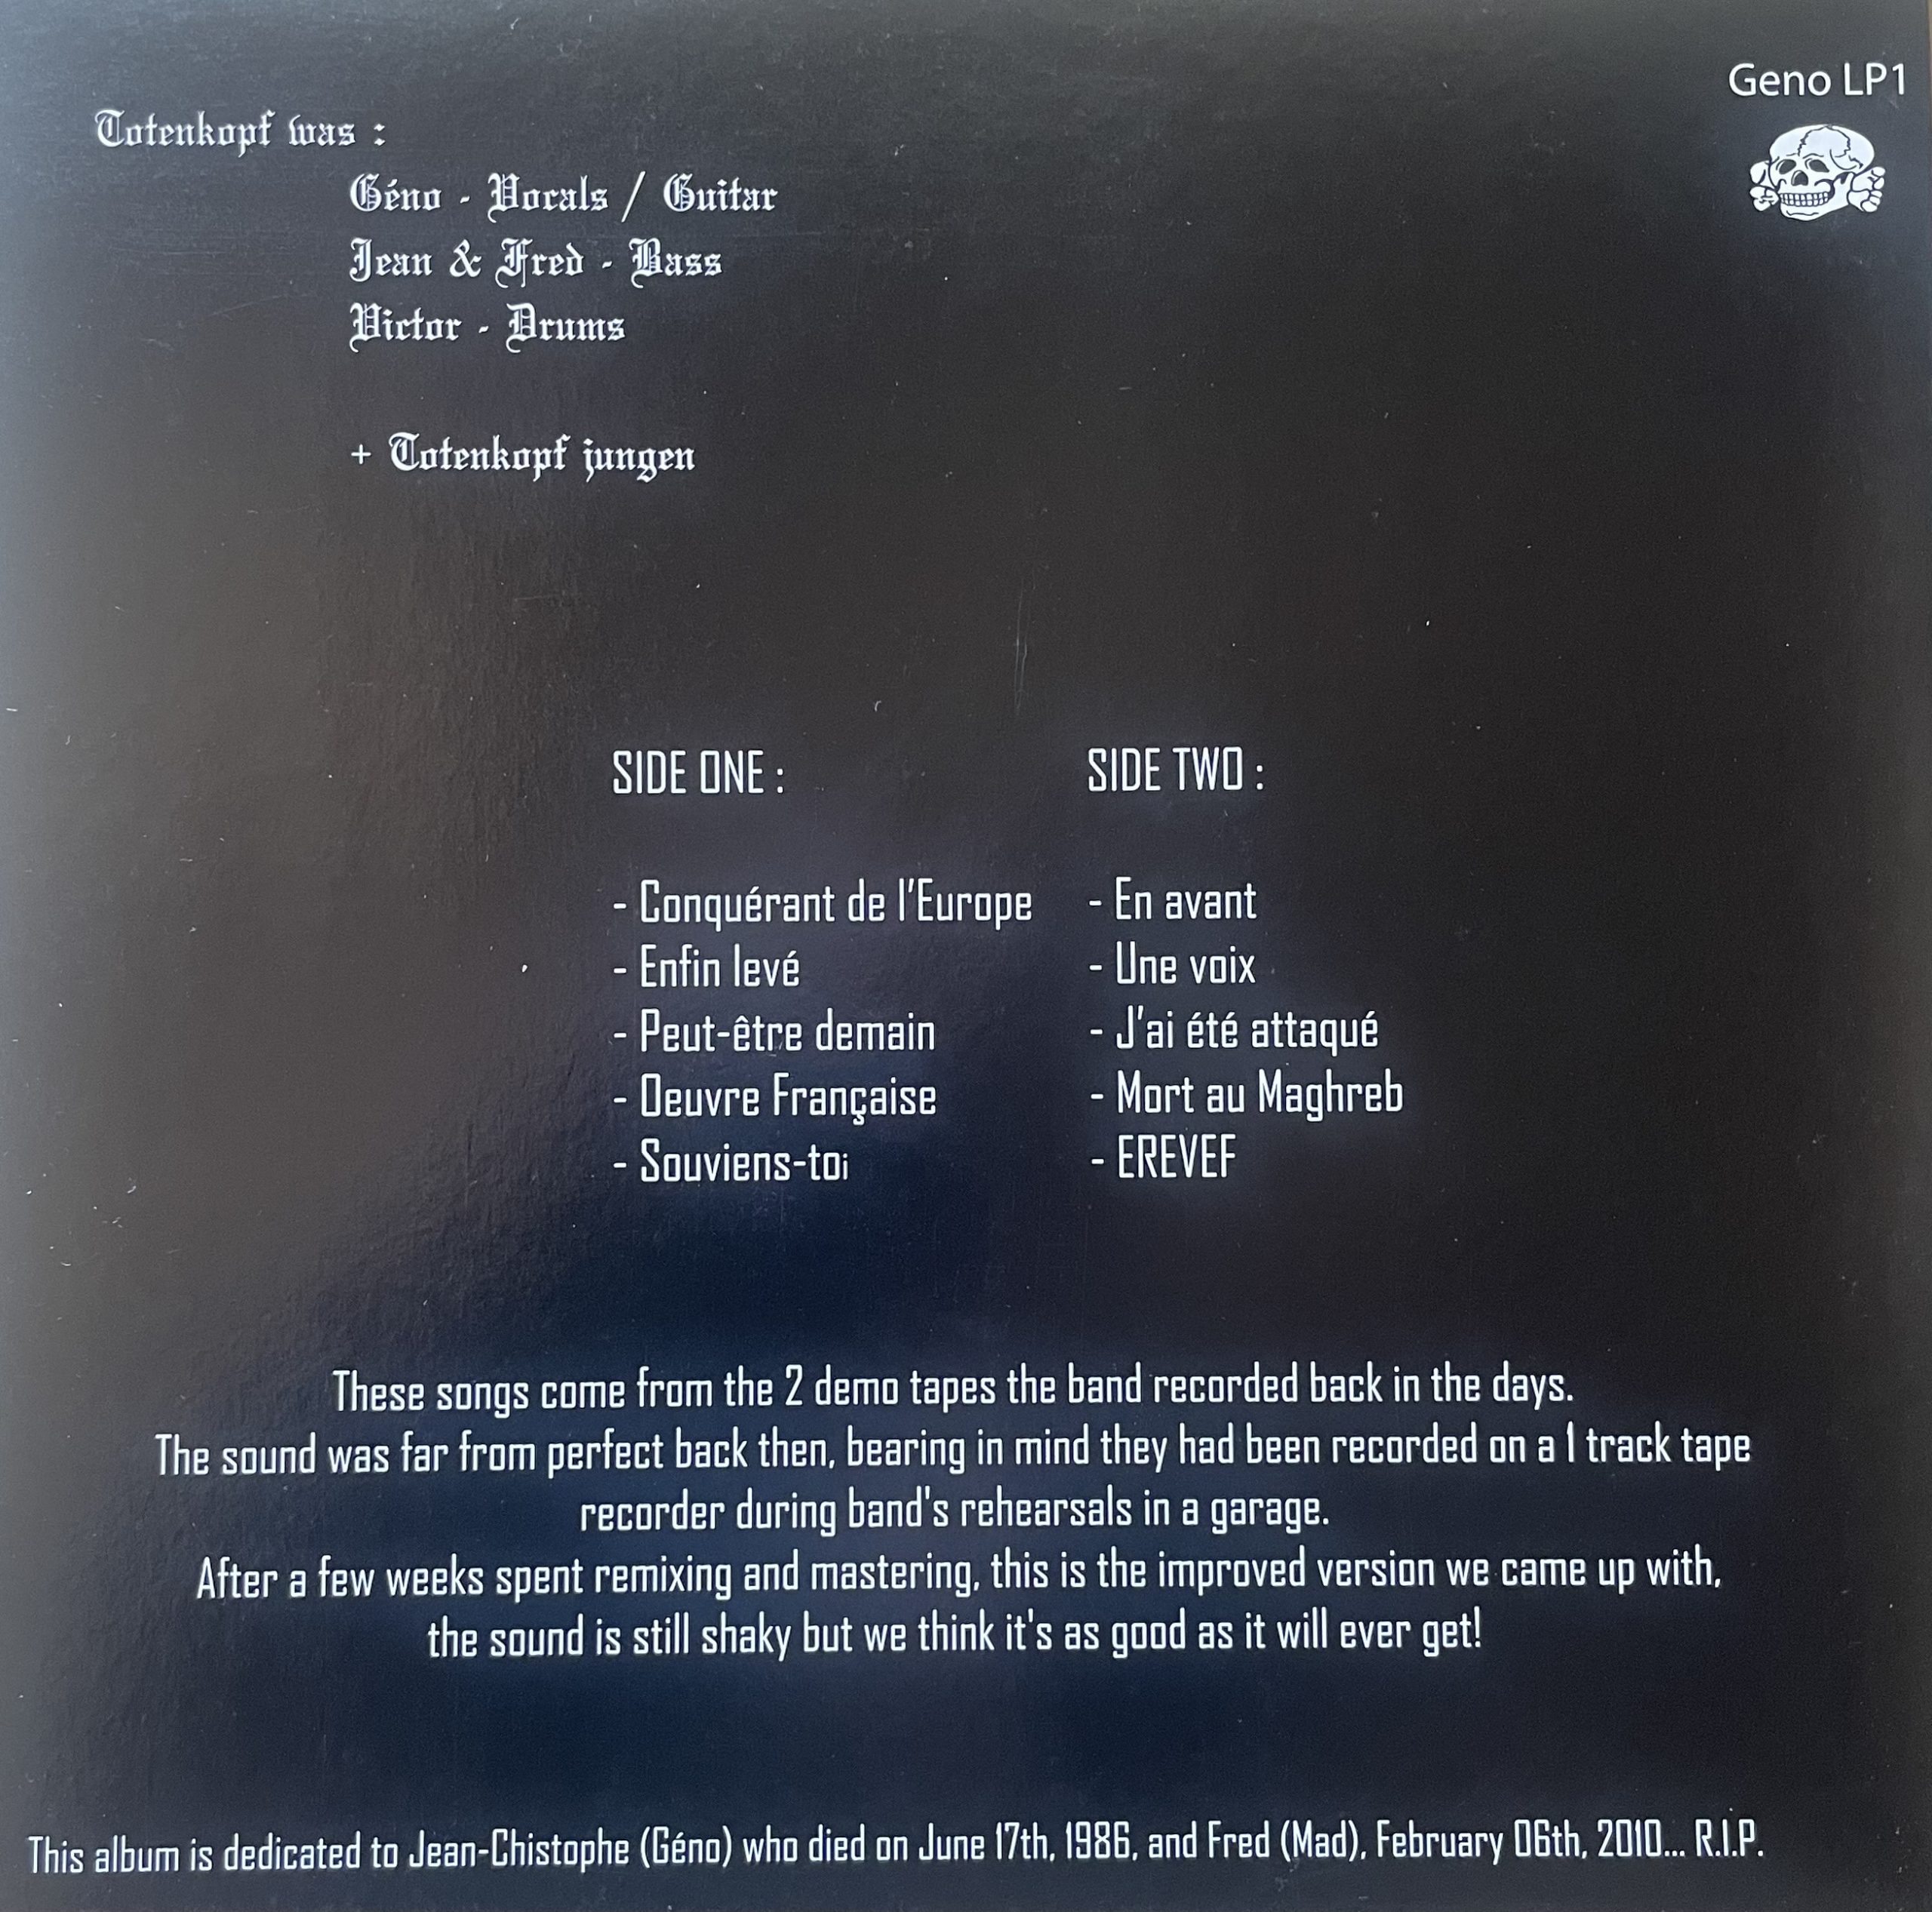 Geno LP1
Totenkopf was :
Géno - Vocals / Guitar
Jean & Fred - Bass
Victor - Drums
+ Totenkopf jungen
SIDE ONE :
- Conquérant de l'Europe
- Enfin levé
- Peut-être demain
- Oeuvre Française
- Souviens-toi
SIDE TWO :
- En avant
- Une voix
- J'ai été attaqué
- Mort au Maghreb
- EREVEF
These songs come from the 2 demo tapes the band recorded back in the days.
The sound was far from perfect back then, bearing in mind they had been recorded on a 1 track tape
recorder during band's rehearsals in a garage.
After a few weeks spent remixing and mastering, this is the improved version we came up with,
the sound is still shaky but we think it's as good as it will ever get!
This album is dedicated to Jean-Chistophe (Géno) who died on June 17th, 1986, and Fred (Mad), February 06th, 2010... R.I.P.